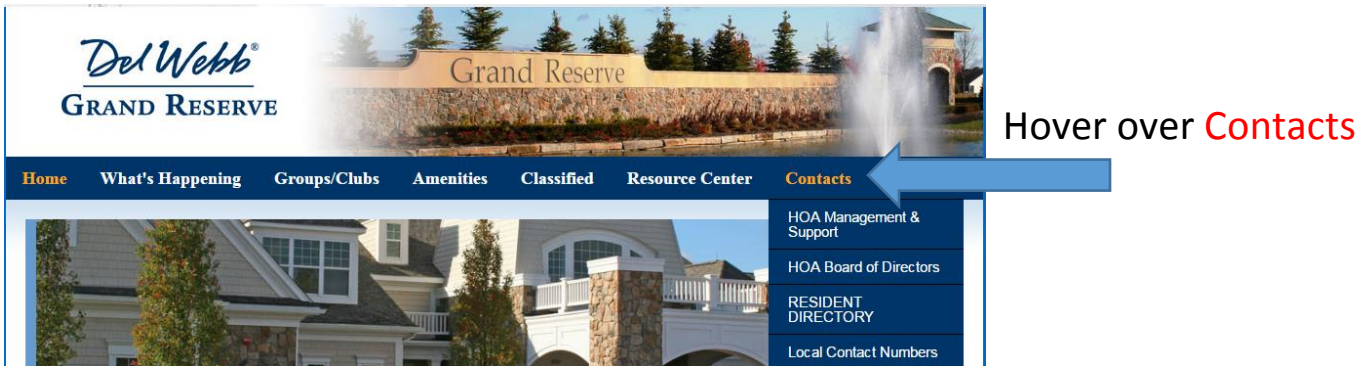 Del Webb®
GRAND RESERVE
Grand Reserve
Hover over Contacts
Home What's Happening Groups/Clubs Amenities Classified Resource Center Contacts
HOA Management &
Support
HOA Board of Directors
RESIDENT
DIRECTORY
Local Contact Numbers